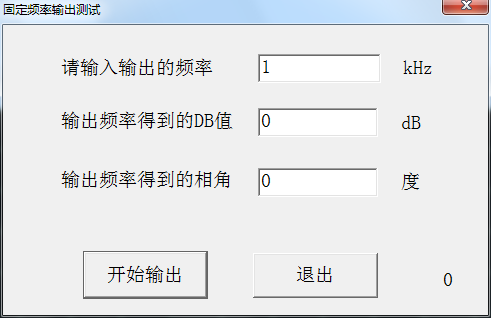 固定频率输出测试
请输入输出的频率 1 kHz
输出频率得到的DB值 0 dB
输出频率得到的相角 0 度
开始输出 退出 0